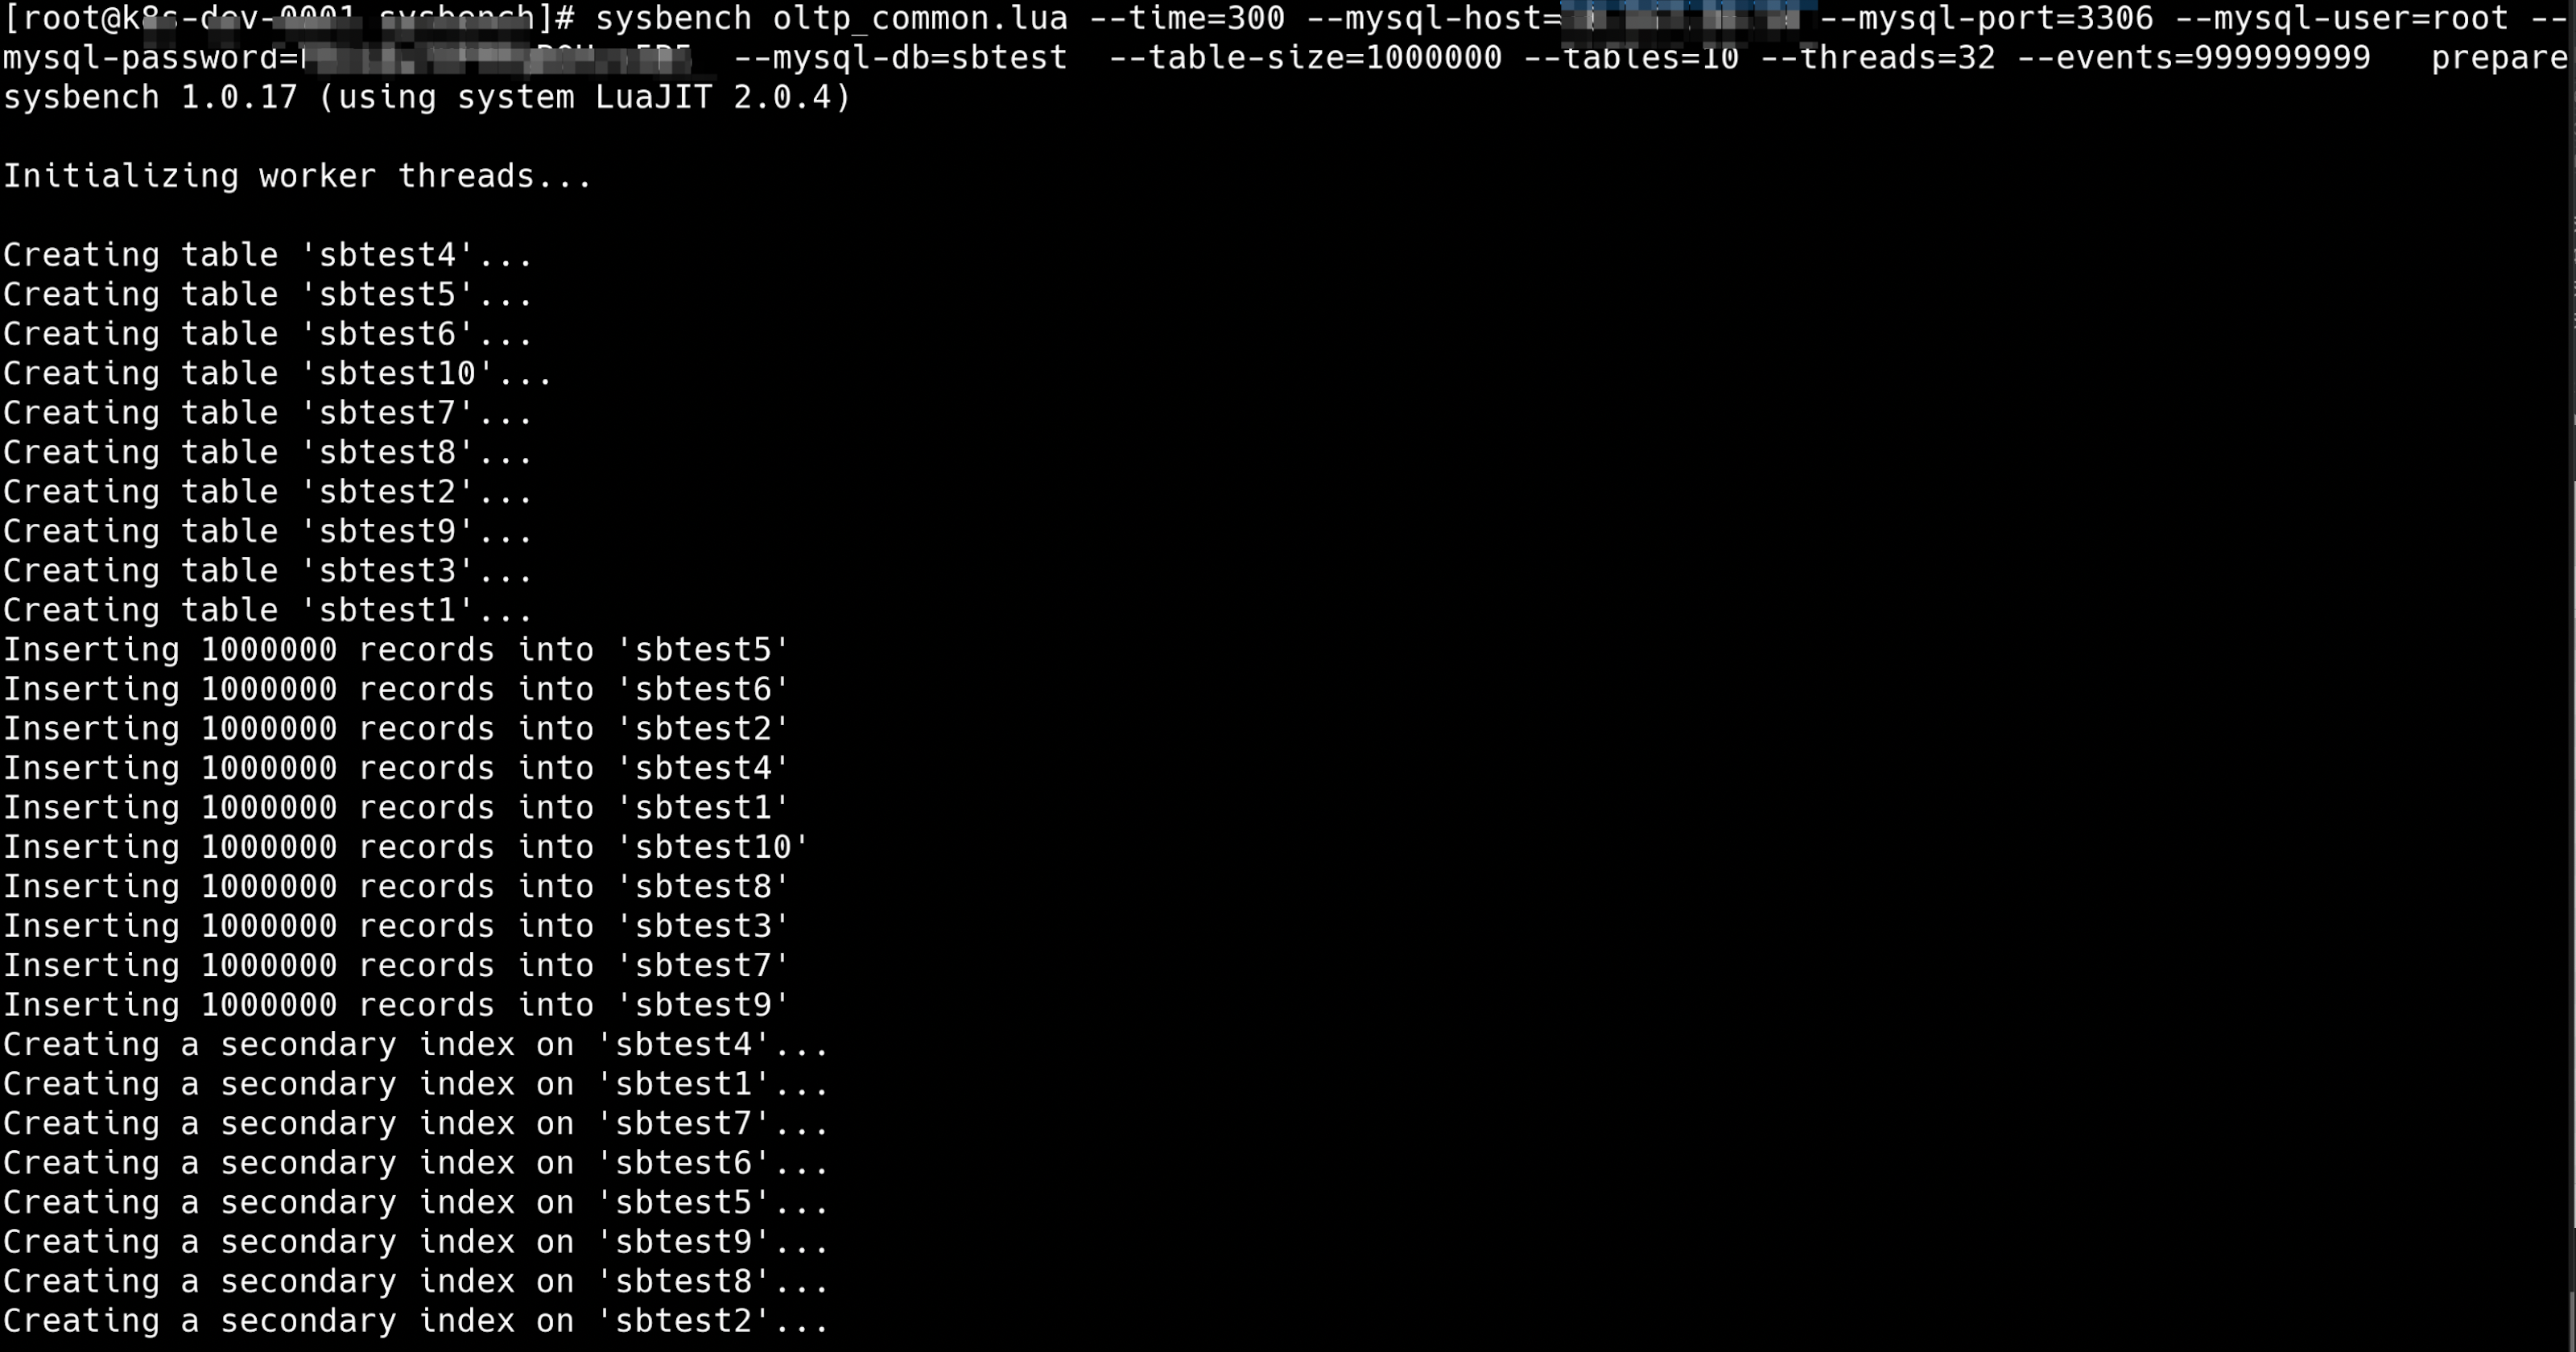 [root@k8s-dev-0001 sysbench]# sysbench oltp_common.lua --time=300 --mysql-host= --mysql-port=3306 --mysql-user=root --
mysql-password= --mysql-db=sbtest  --table-size=1000000 --tables=10 --threads=32 --events=999999999   prepare
sysbench 1.0.17 (using system LuaJIT 2.0.4)
Initializing worker threads...
Creating table 'sbtest4'...
Creating table 'sbtest5'...
Creating table 'sbtest6'...
Creating table 'sbtest10'...
Creating table 'sbtest7'...
Creating table 'sbtest8'...
Creating table 'sbtest2'...
Creating table 'sbtest9'...
Creating table 'sbtest3'...
Creating table 'sbtest1'...
Inserting 1000000 records into 'sbtest5'
Inserting 1000000 records into 'sbtest6'
Inserting 1000000 records into 'sbtest2'
Inserting 1000000 records into 'sbtest4'
Inserting 1000000 records into 'sbtest1'
Inserting 1000000 records into 'sbtest10'
Inserting 1000000 records into 'sbtest8'
Inserting 1000000 records into 'sbtest3'
Inserting 1000000 records into 'sbtest7'
Inserting 1000000 records into 'sbtest9'
Creating a secondary index on 'sbtest4'...
Creating a secondary index on 'sbtest1'...
Creating a secondary index on 'sbtest7'...
Creating a secondary index on 'sbtest6'...
Creating a secondary index on 'sbtest5'...
Creating a secondary index on 'sbtest9'...
Creating a secondary index on 'sbtest8'...
Creating a secondary index on 'sbtest2'...